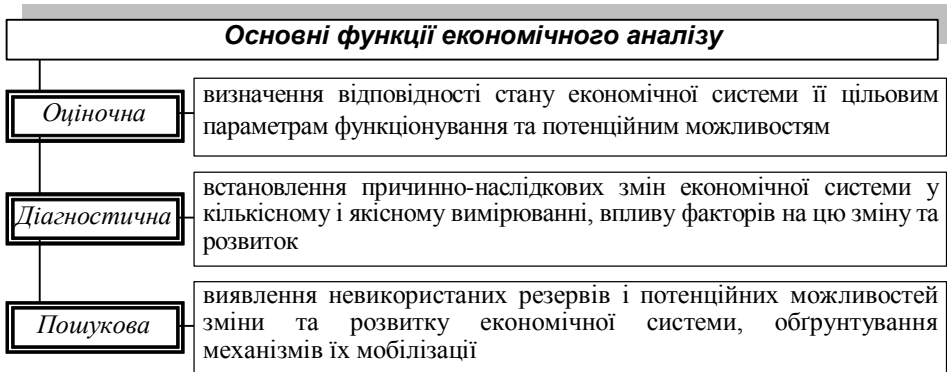 Основні функції економічного аналізу
Оціночна
визначення відповідності стану економічної системи її цільовим
параметрам функціонування та потенційним можливостям
Діагностична
встановлення причинно-наслідкових змін економічної системи у
кількісному і якісному вимірюванні, впливу факторів на цю зміну та
розвиток
Пошукова
виявлення невикористаних резервів і потенційних можливостей
зміни та розвитку економічної системи, обґрунтування
механізмів їх мобілізації